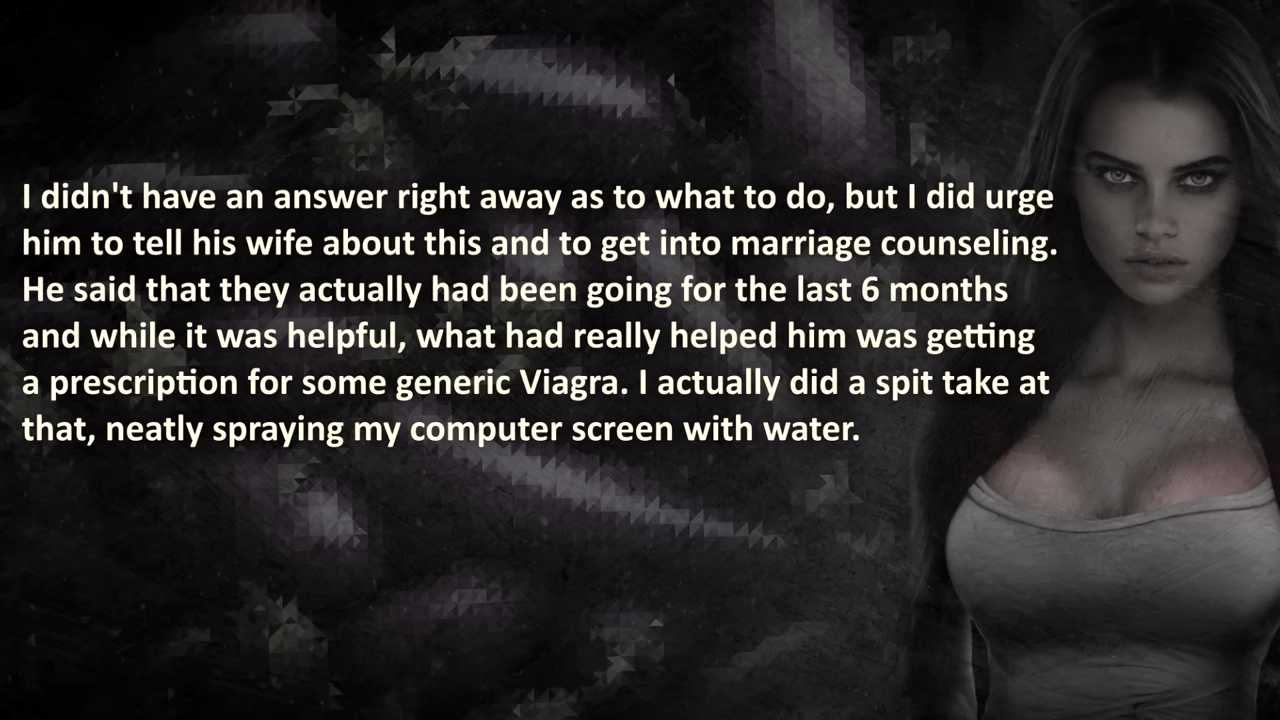 I didn't have an answer right away as to what to do, but I did urge
him to tell his wife about this and to get into marriage counseling.
He said that they actually had been going for the last 6 months
and while it was helpful, what had really helped him was getting
a prescription for some generic Viagra. I actually did a spit take at
that, neatly spraying my computer screen with water.